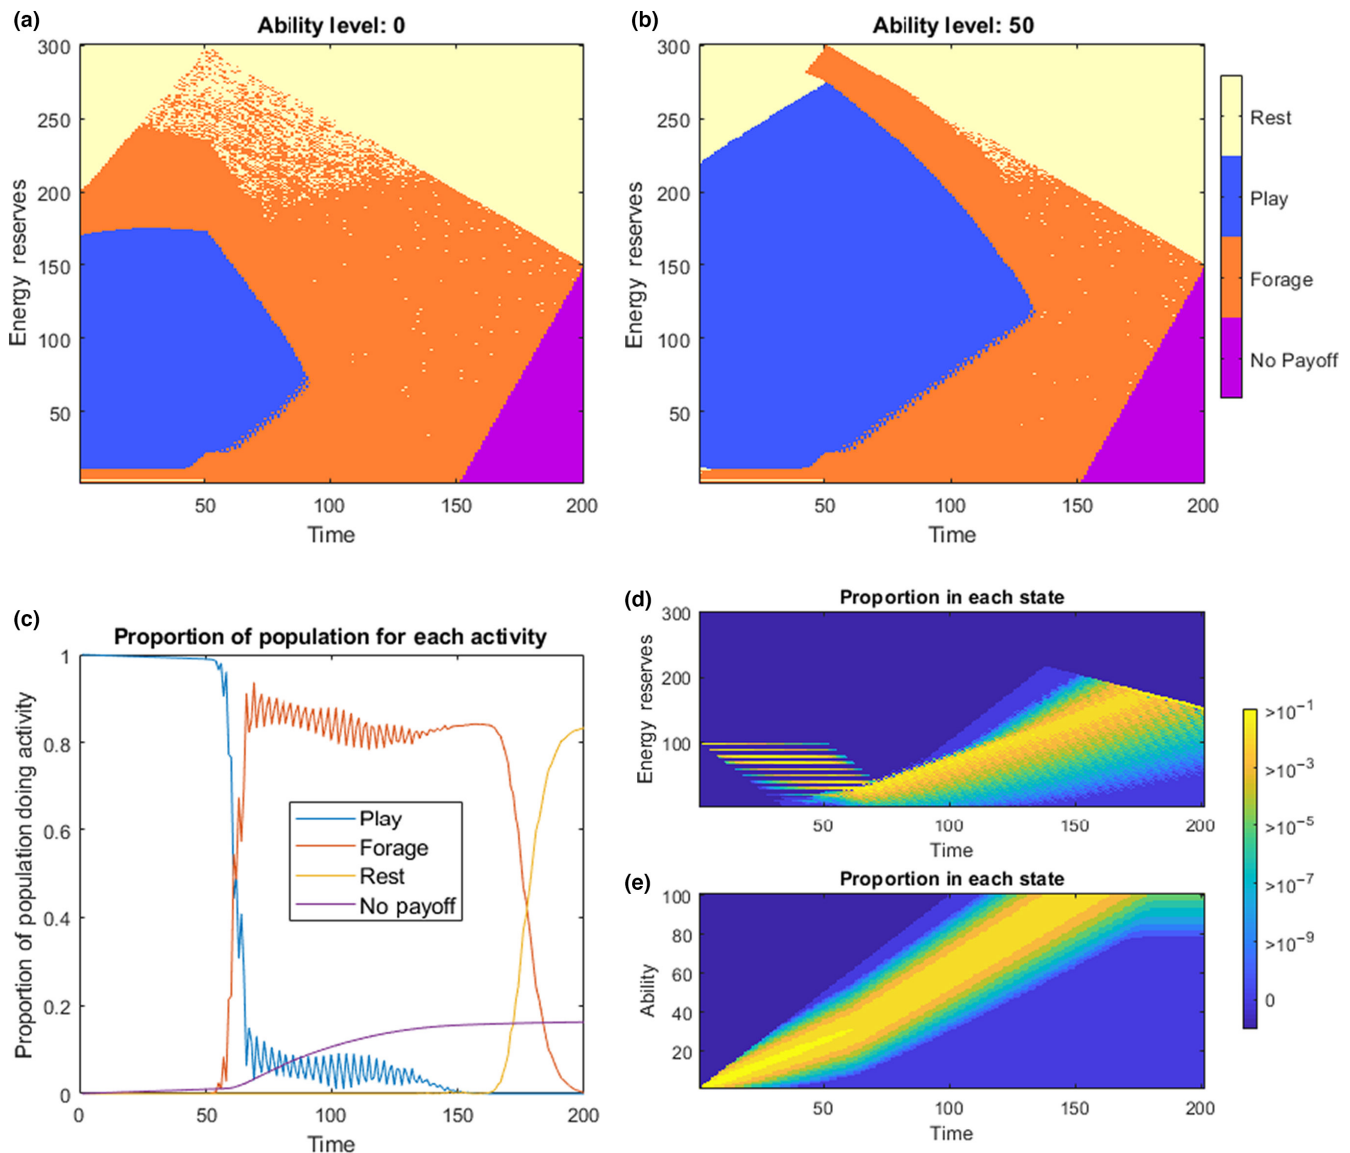 (a)
Ability level: 0
300
250
200
150
100
50
Energy reserves
50
100
150
200
Time
(b)
Ability level: 50
300
250
200
150
100
50
Energy reserves
50
100
150
200
Time
Rest
Play
Forage
No Payoff
(c)
Proportion of population for each activity
1
0.8
0.6
0.4
0.2
0
Proportion of population doing activity
Play
Forage
Rest
No payoff
0
50
100
150
200
Time
(d)
Proportion in each state
300
200
100
Energy reserves
50
100
150
200
Time
(e)
Proportion in each state
100
80
60
40
20
Ability
50
100
150
200
Time
>10⁻¹
>10⁻³
>10⁻⁵
>10⁻⁷
>10⁻⁹
0